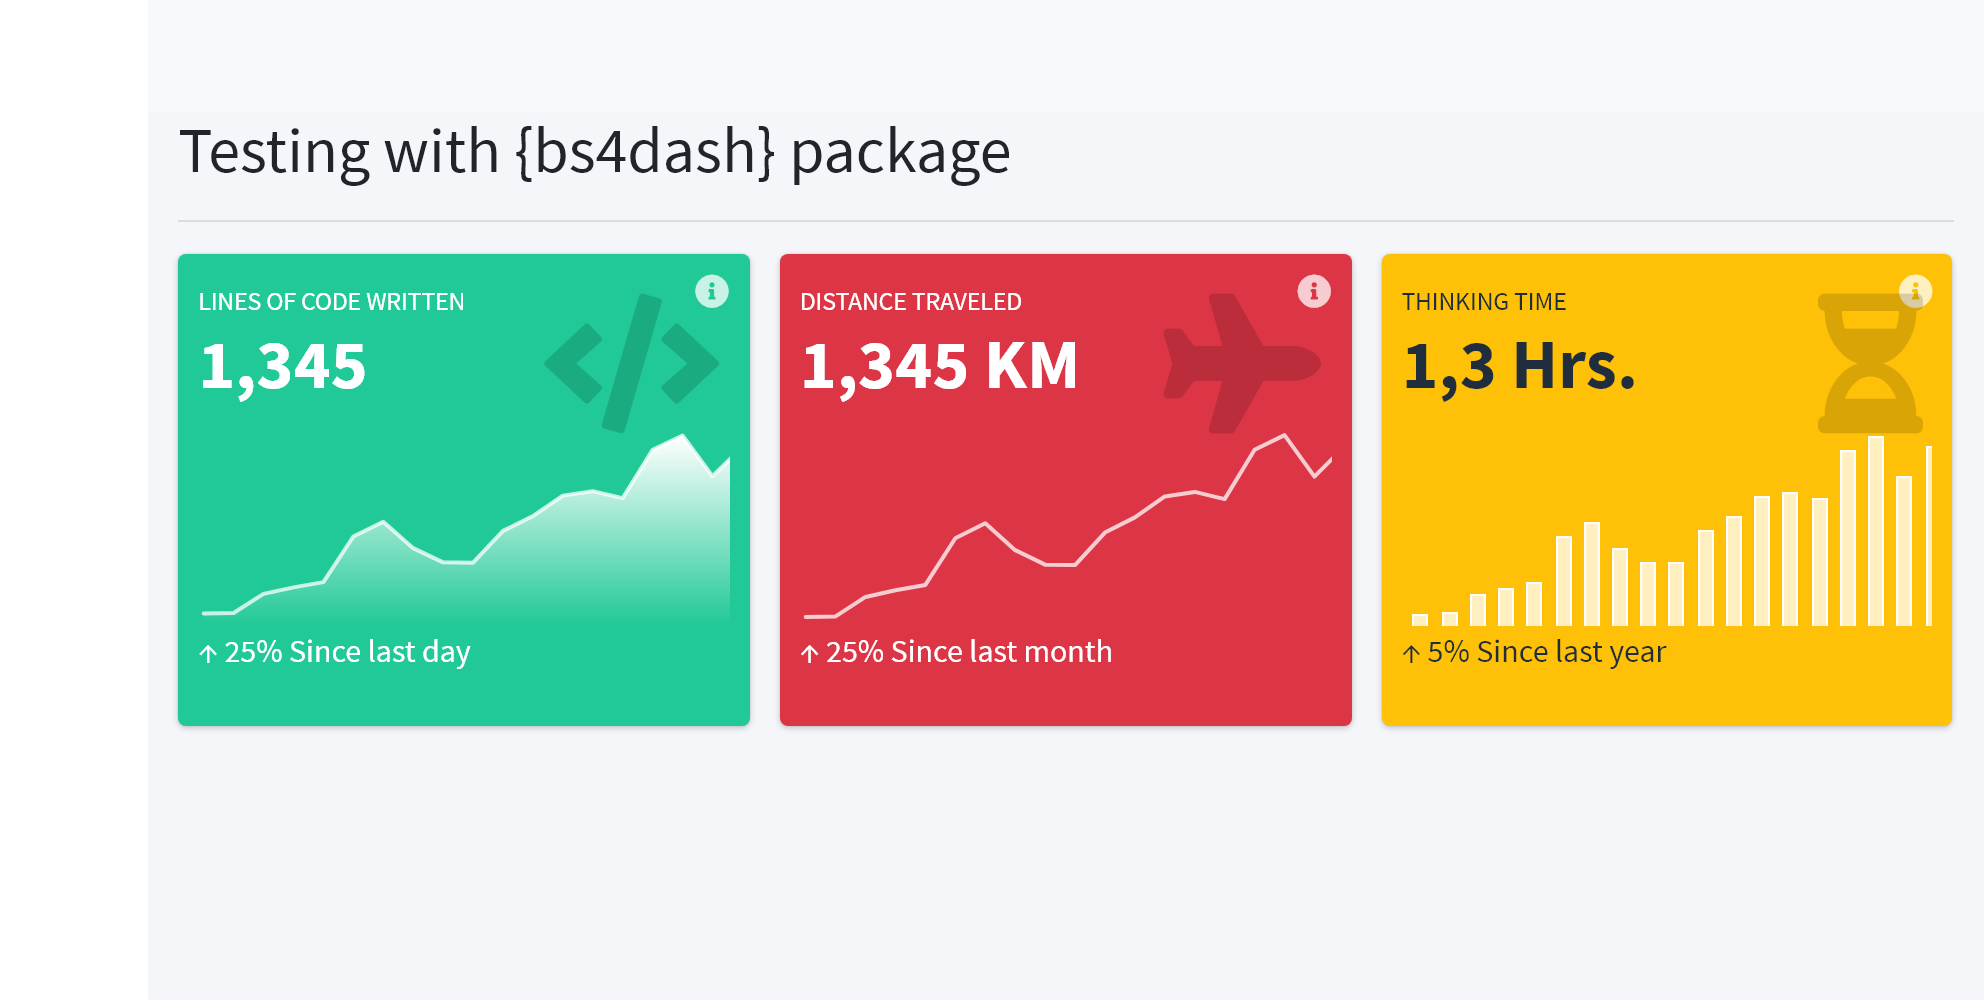 Testing with {bs4dash} package
LINES OF CODE WRITTEN
1,345
↑ 25% Since last day
DISTANCE TRAVELED
1,345 KM
↑ 25% Since last month
THINKING TIME
1,3 Hrs.
↑ 5% Since last year